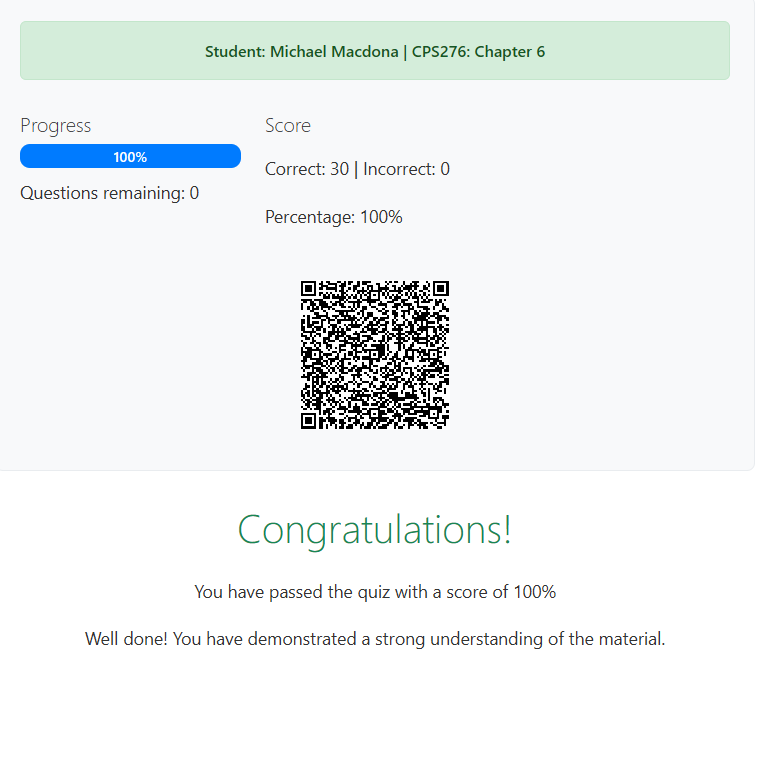 Student: Michael Macdona | CPS276: Chapter 6
Progress
100%
Questions remaining: 0
Score
Correct: 30 | Incorrect: 0
Percentage: 100%
Congratulations!
You have passed the quiz with a score of 100%
Well done! You have demonstrated a strong understanding of the material.